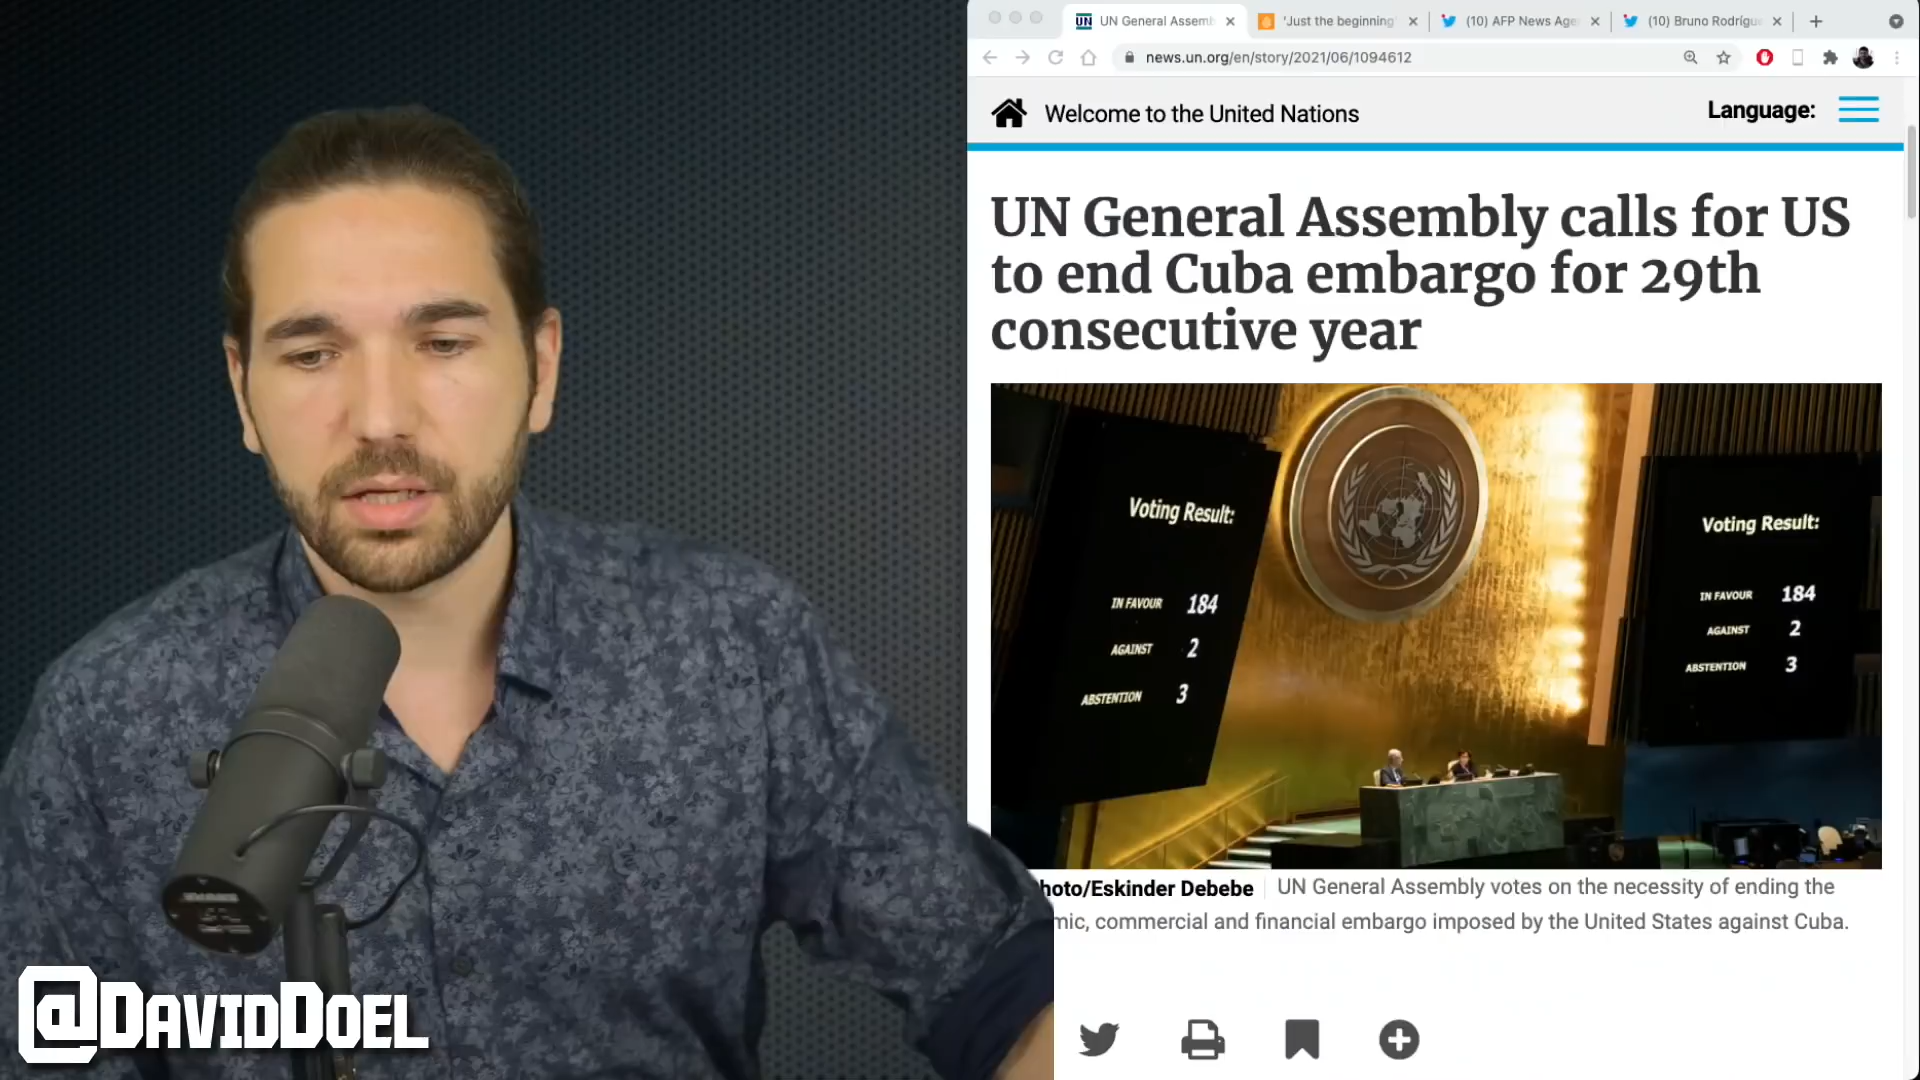 UN General Assemb
'Just the beginning'
(10) AFP News Age
(10) Bruno Rodrígu
news.un.org/en/story/2021/06/1094612
Welcome to the United Nations
Language:
UN General Assembly calls for US
to end Cuba embargo for 29th
consecutive year
Voting Result:
IN FAVOUR 184
AGAINST 2
ABSTENTION 3
Voting Result:
IN FAVOUR 184
AGAINST 2
ABSTENTION 3
hoto/Eskinder Debebe UN General Assembly votes on the necessity of ending the
mic, commercial and financial embargo imposed by the United States against Cuba.
@DAVIDDOEL